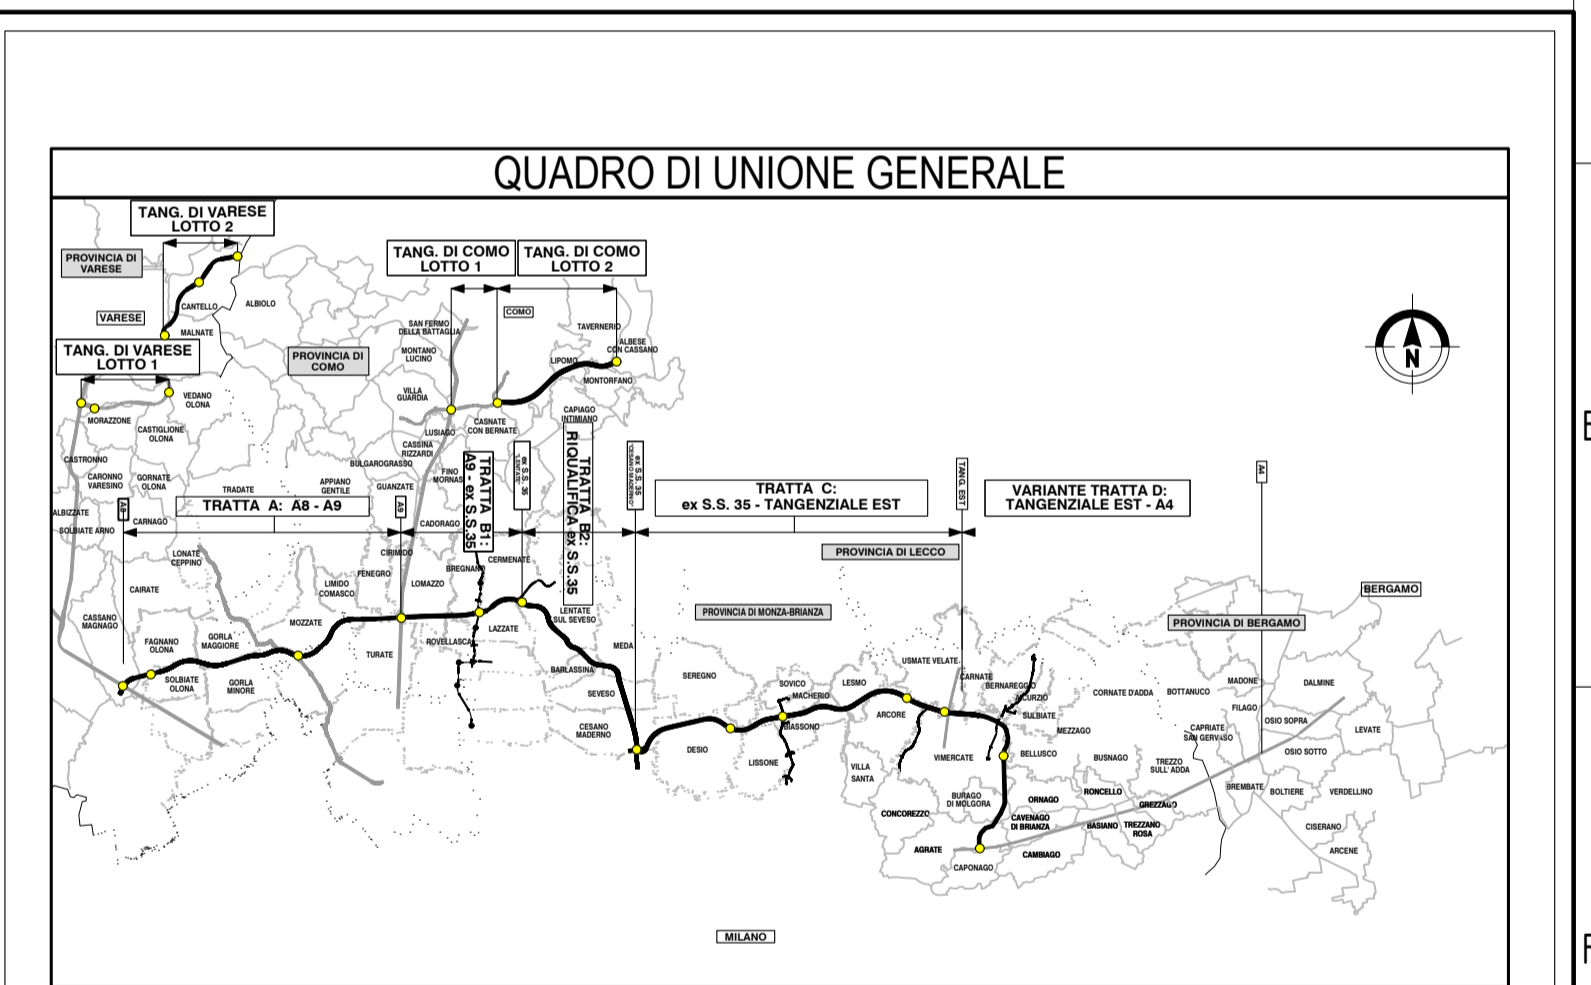 QUADRO DI UNIONE GENERALE
TANG. DI VARESE
LOTTO 2
PROVINCIA DI
VARESE
CANTELLO
ALBIOLO
VARESE
MALNATE
TANG. DI VARESE
LOTTO 1
PROVINCIA DI
COMO
TANG. DI COMO
LOTTO 1
TANG. DI COMO
LOTTO 2
COMO
SAN FERMO
DELLA BATTAGLIA
TAVERNERIO
ALBESE
CON CASSANO
MONTANO
LUCINO
LIPOMO
MONTORFANO
VILLA
GUARDIA
VEDANO
OLONA
MORAZZONE
CASTIGLIONE
OLONA
LUSIAGO
CASNATE
CON BERNATE
CAPIAGO
INTIMIANO
CASSINA
RIZZARDI
CASTRONNO
BULGAROGRASSO
CARONNO
VARESINO
GORNATE
OLONA
FINO
MORNAS
TRADATE
APPIANO
GENTILE
GUANZATE
ALBIZZATE
SOLBIATE ARNO
CARNAGO
CADORAGO
A8
TRATTA A: A8 - A9
A9
TRATTA B1:
A9 - ex S.S.35
ex S.S. 35
"LENTATE"
TRATTA B2:
RIQUALIFICA ex S.S.35
ex S.S. 35
"CESANO MADERNO"
TRATTA C:
ex S.S. 35 - TANGENZIALE EST
TANG. EST
VARIANTE TRATTA D:
TANGENZIALE EST - A4
A4
N
PROVINCIA DI LECCO
PROVINCIA DI MONZA-BRIANZA
BERGAMO
PROVINCIA DI BERGAMO
LONATE
CEPPINO
CIRIMIDO
FENEGRO
LIMIDO
COMASCO
LOMAZZO
BREGNANO
CERMENATE
CAIRATE
CASSANO
MAGNAGO
FAGNANO
OLONA
GORLA
MAGGIORE
MOZZATE
TURATE
ROVELLASCA
LAZZATE
LENTATE
SUL SEVESO
MEDA
SOLBIATE
OLONA
GORLA
MINORE
BARLASSINA
SEVESO
CESANO
MADERNO
SEREGNO
DESIO
SOVICO
MACHERIO
BIASSONO
LISSONE
LESMO
ARCORE
VILLA
SANTA
USMATE VELATE
CARNATE
BERNAREGGIO
AICURZIO
SULBIATE
MEZZAGO
VIMERCATE
BELLUSCO
CORNATE D'ADDA
BOTTANUCO
MADONE
FILAGO
DALMINE
OSIO SOPRA
CAPRIATE
SAN GERVASO
LEVATE
OSIO SOTTO
BUSNAGO
TREZZO
SULL' ADDA
BREMBATE
BOLTIERE
VERDELLINO
CISERANO
ARCENE
BURAGO
DI MOLGORA
CONCOREZZO
ORNAGO
RONCELLO
GREZZAGO
CAVENAGO
DI BRIANZA
BASIANO
TREZZANO
ROSA
AGRATE
CAMBIAGO
CAPONAGO
MILANO